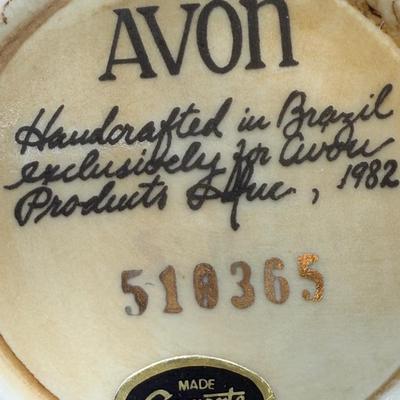 AVON
Handcrafted in Brazil
exclusively for Avon
Products Inc, 1982
510365
MADE